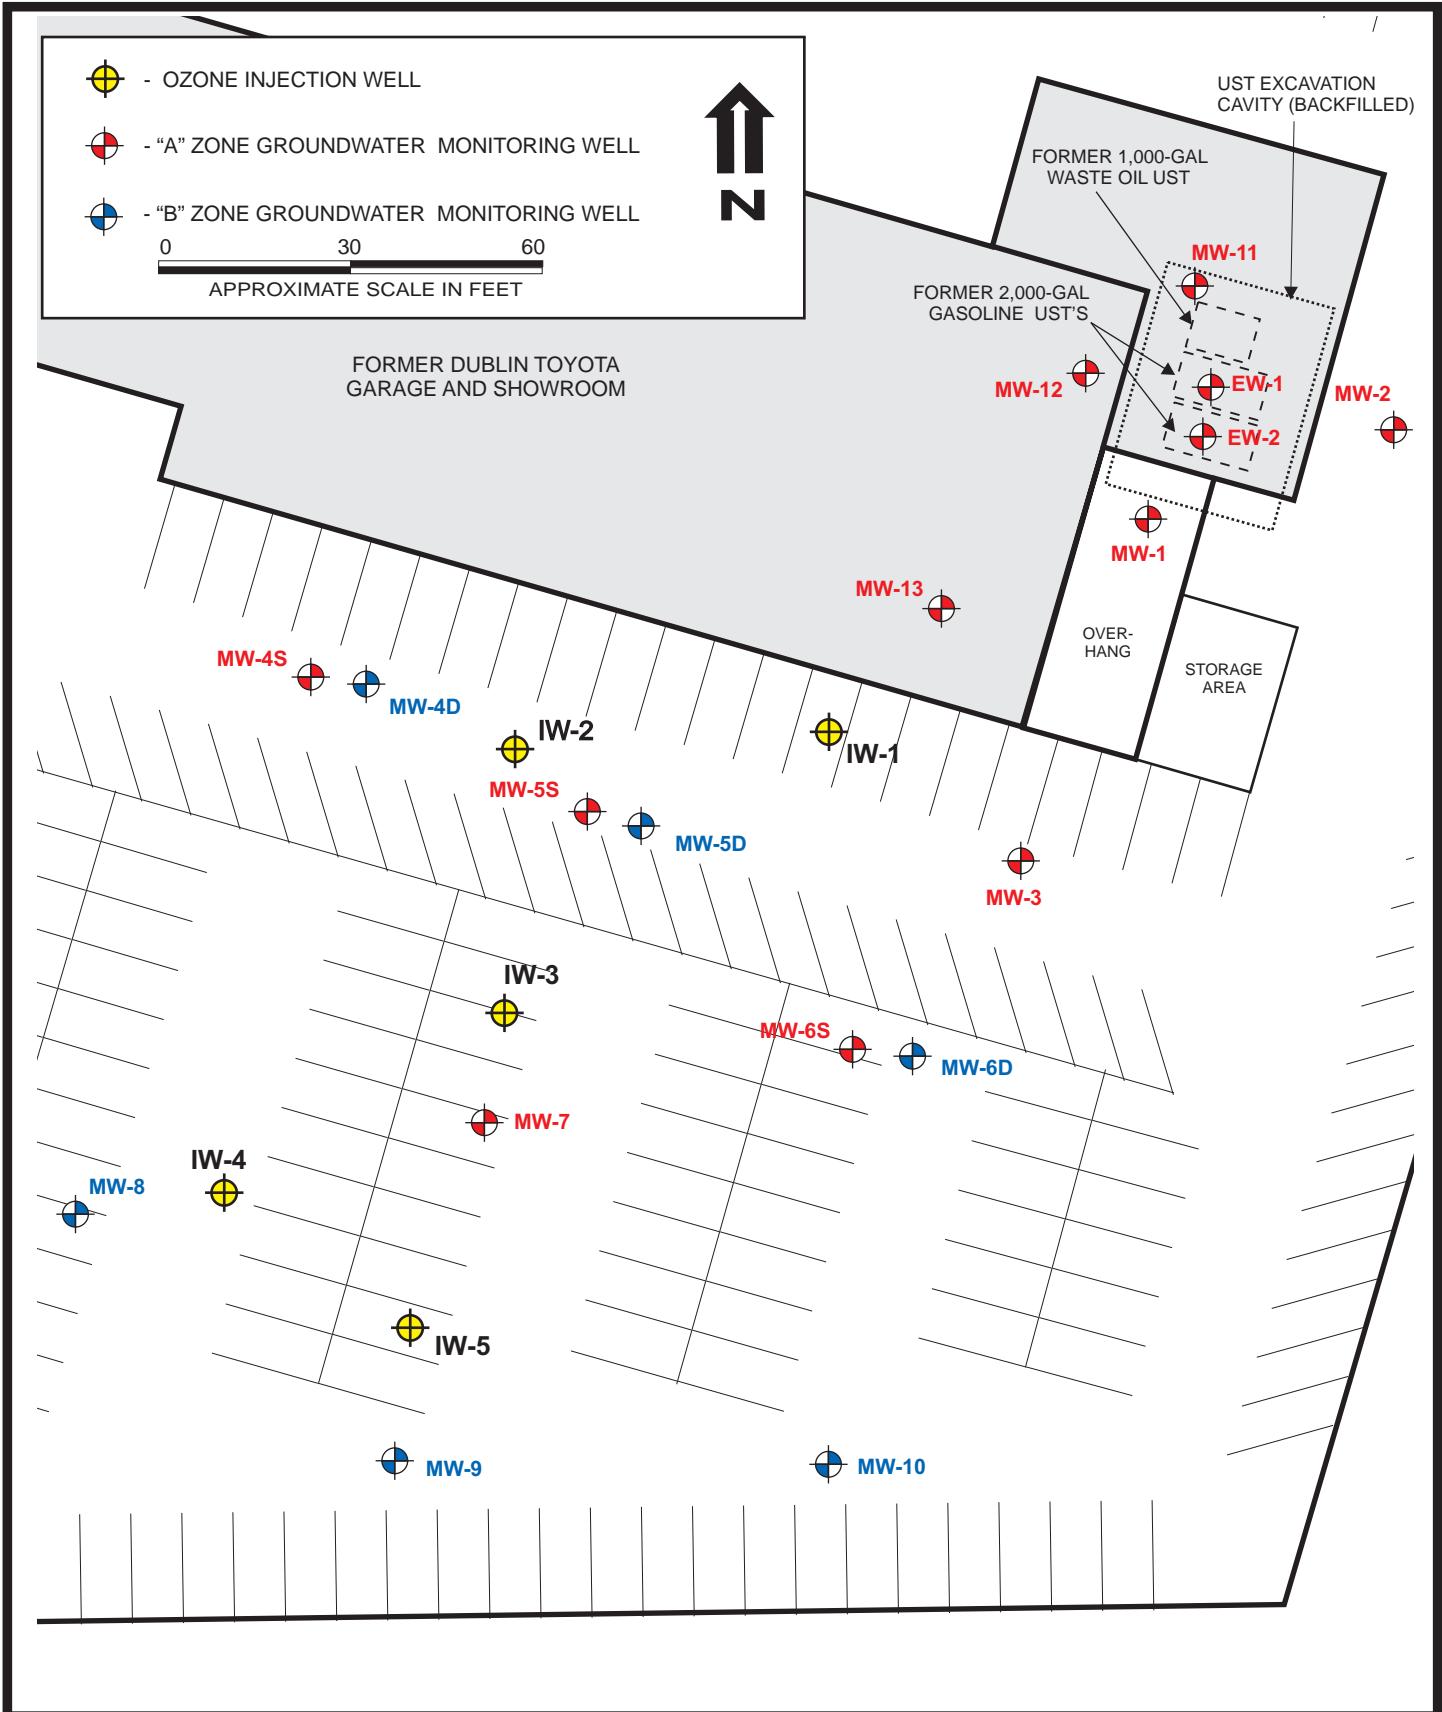 - OZONE INJECTION WELL
- “A” ZONE GROUNDWATER MONITORING WELL
- “B” ZONE GROUNDWATER MONITORING WELL
0 30 60
APPROXIMATE SCALE IN FEET
N
UST EXCAVATION
CAVITY (BACKFILLED)
FORMER 1,000-GAL
WASTE OIL UST
MW-11
FORMER 2,000-GAL
GASOLINE UST'S
FORMER DUBLIN TOYOTA
GARAGE AND SHOWROOM
MW-12
EW-1
MW-2
EW-2
MW-1
MW-13
OVER-
HANG
STORAGE
AREA
MW-4S
MW-4D
IW-2
IW-1
MW-5S
MW-5D
MW-3
IW-3
MW-6S
MW-6D
MW-7
IW-4
MW-8
IW-5
MW-9
MW-10